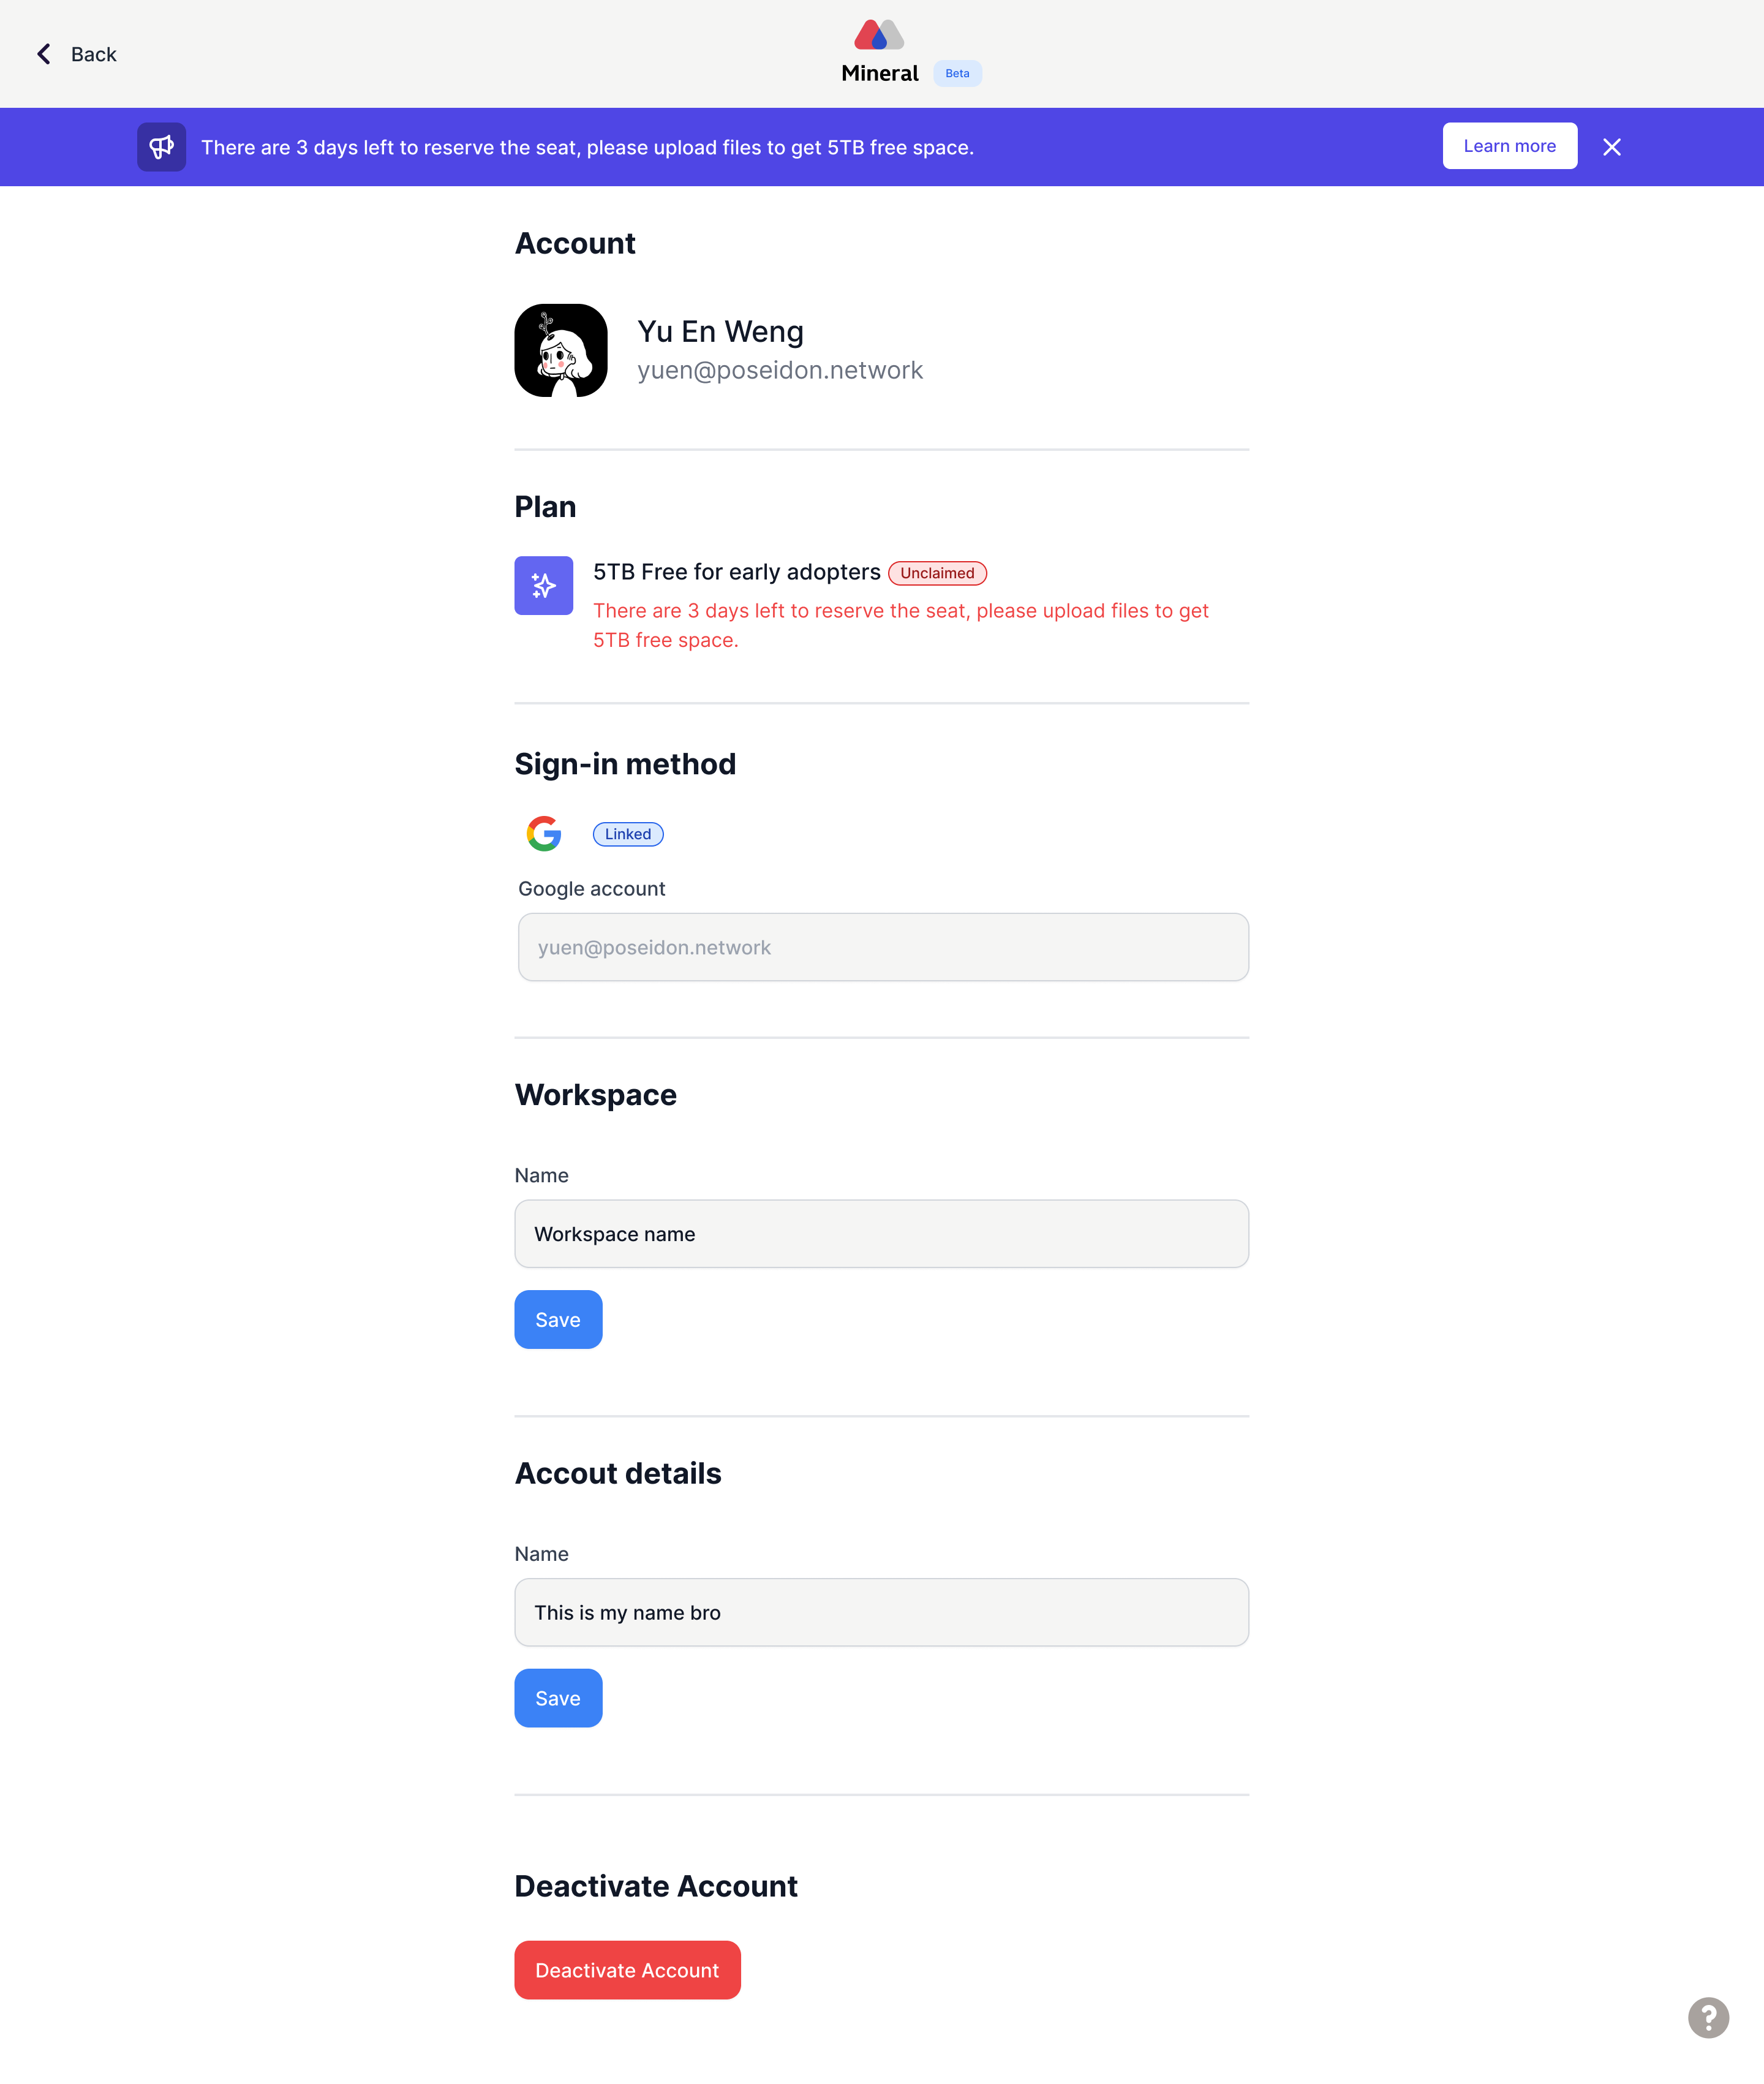 Back
Mineral
Beta
There are 3 days left to reserve the seat, please upload files to get 5TB free space.
Learn more
Account
Yu En Weng
yuen@poseidon.network
Plan
5TB Free for early adopters
Unclaimed
There are 3 days left to reserve the seat, please upload files to get
5TB free space.
Sign-in method
Linked
Google account
yuen@poseidon.network
Workspace
Name
Workspace name
Save
Accout details
Name
This is my name bro
Save
Deactivate Account
Deactivate Account
?